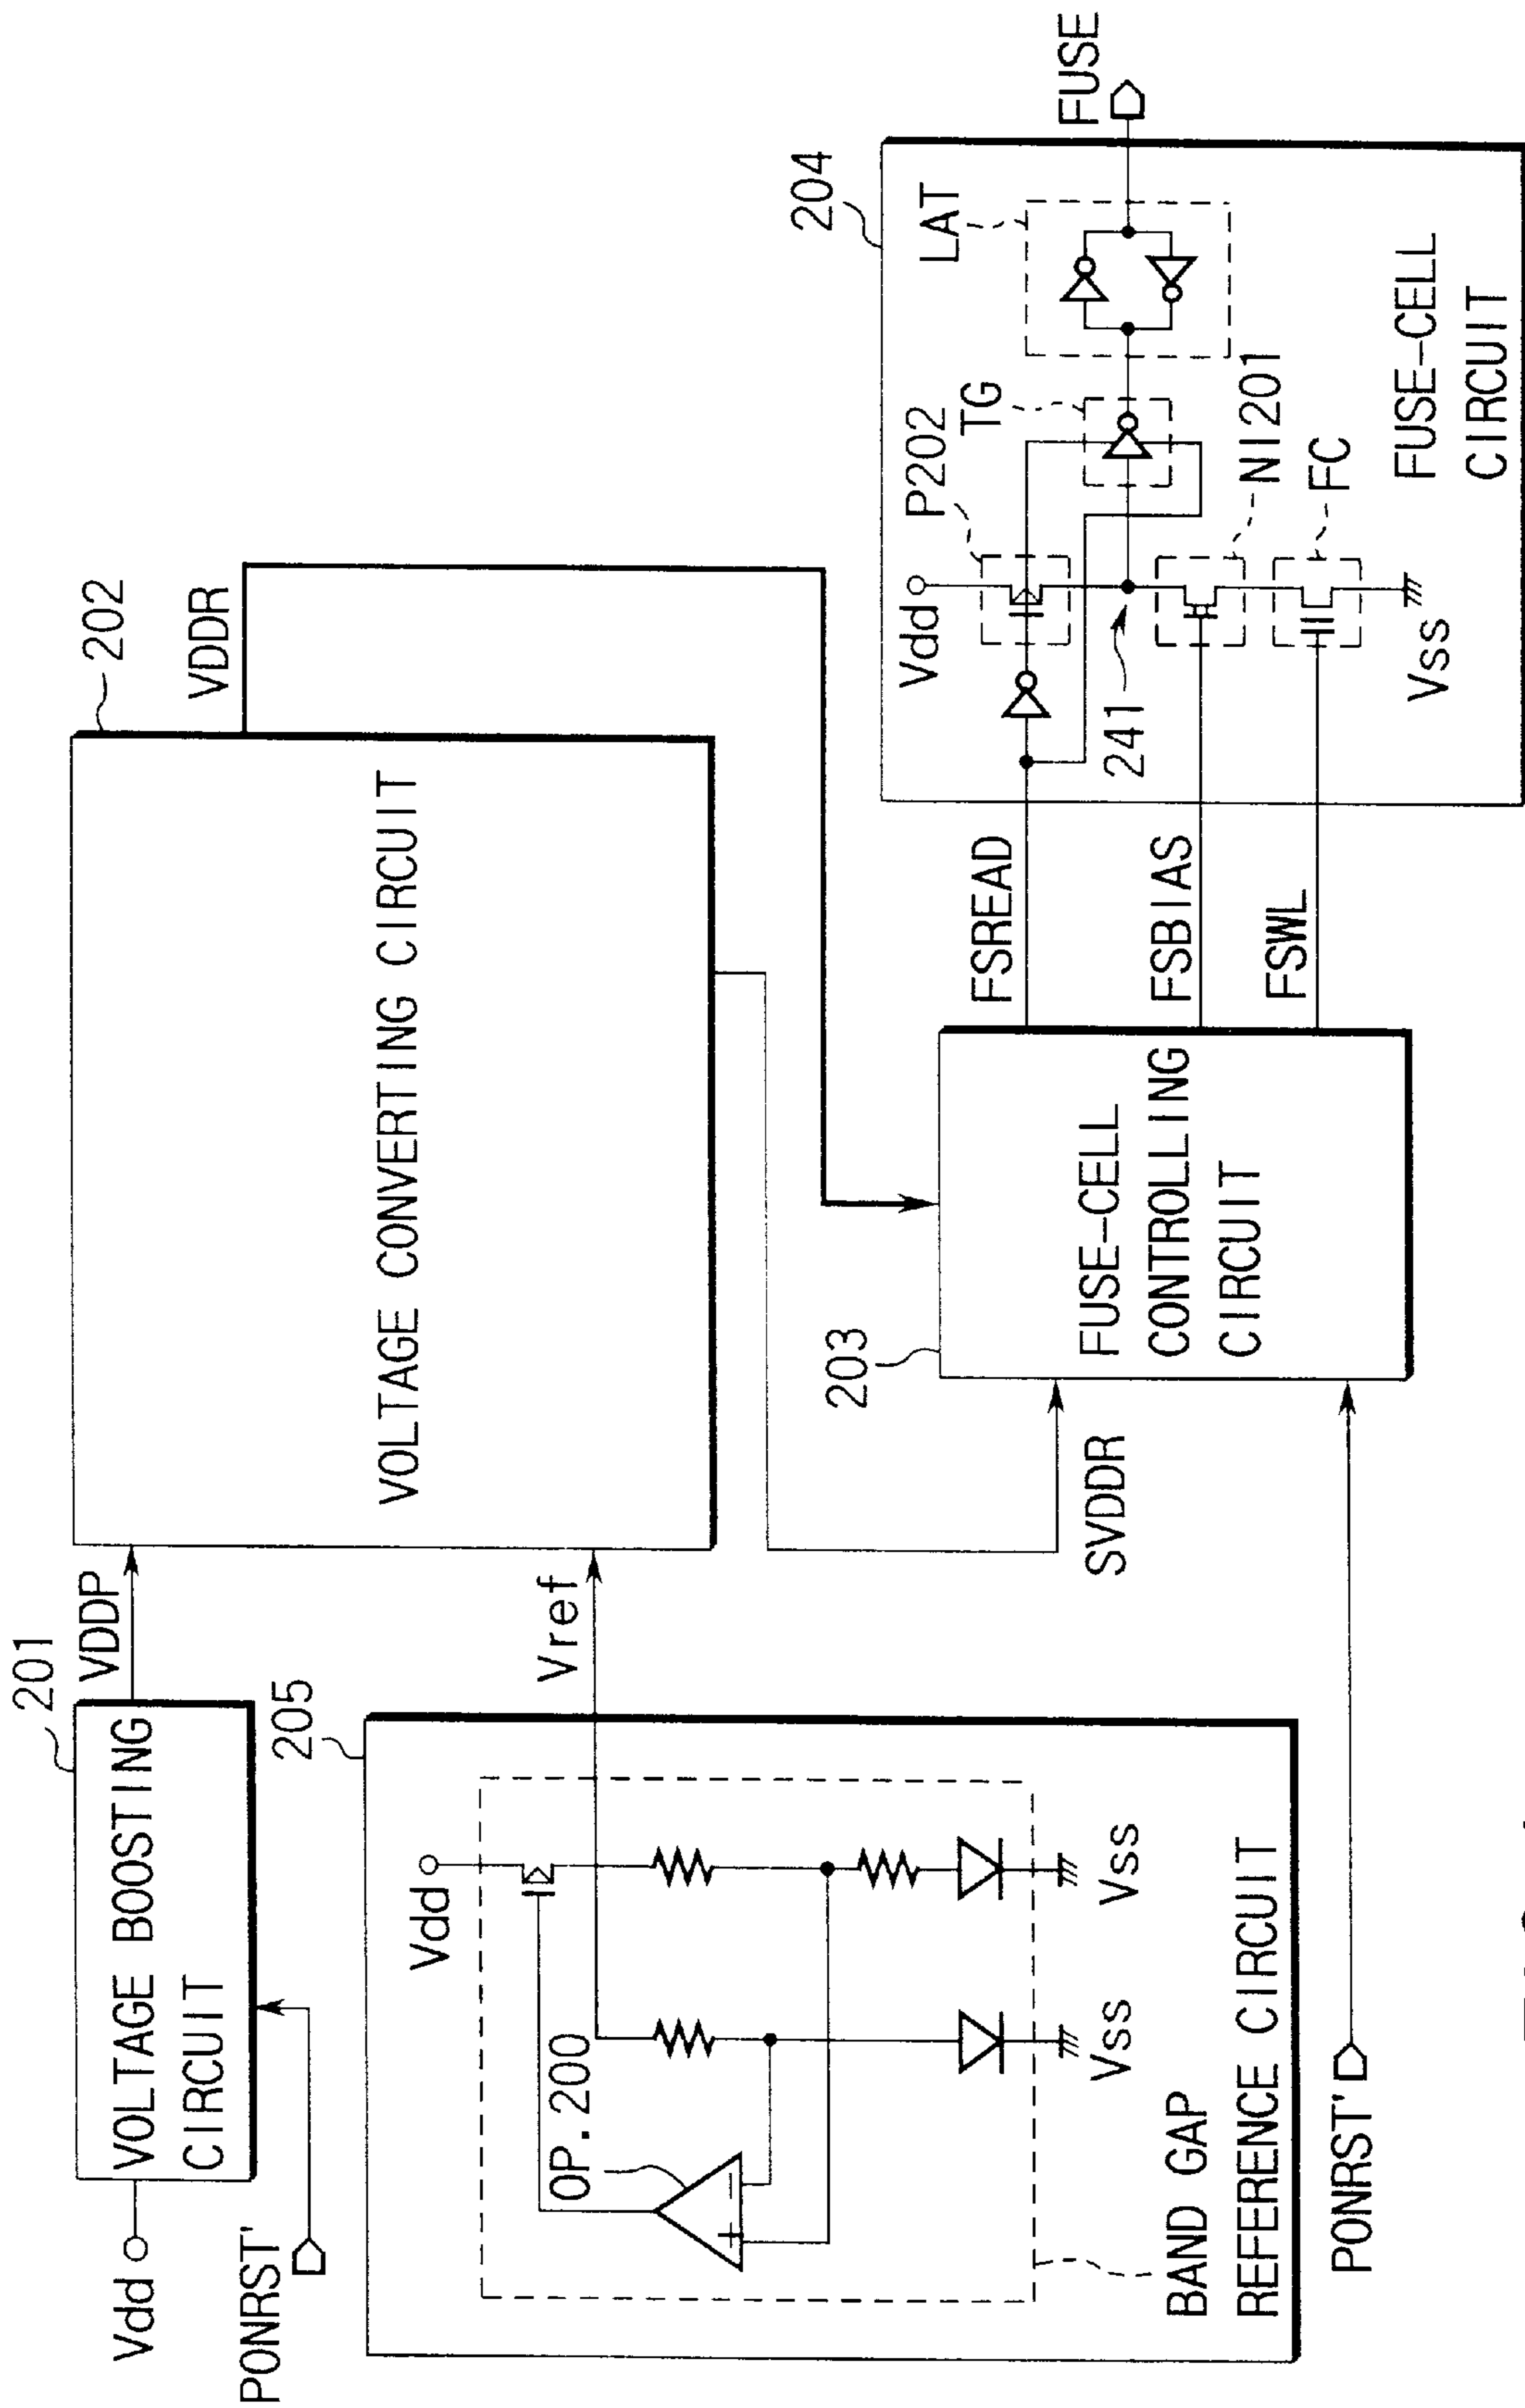 Vdd
VOLTAGE BOOSTING
CIRCUIT
201
VDDP
PONRST'
VOLTAGE CONVERTING CIRCUIT
202
VDDR
205
Vref
Vdd
OP.200
Vss
Vss
BAND GAP
REFERENCE CIRCUIT
SVDDR
203
FUSE-CELL
CONTROLLING
CIRCUIT
PONRST'
FSREAD
FSBIAS
FSWL
204
Vdd
P202
TG
LAT
FUSE
241
NI201
FC
Vss
FUSE-CELL
CIRCUIT